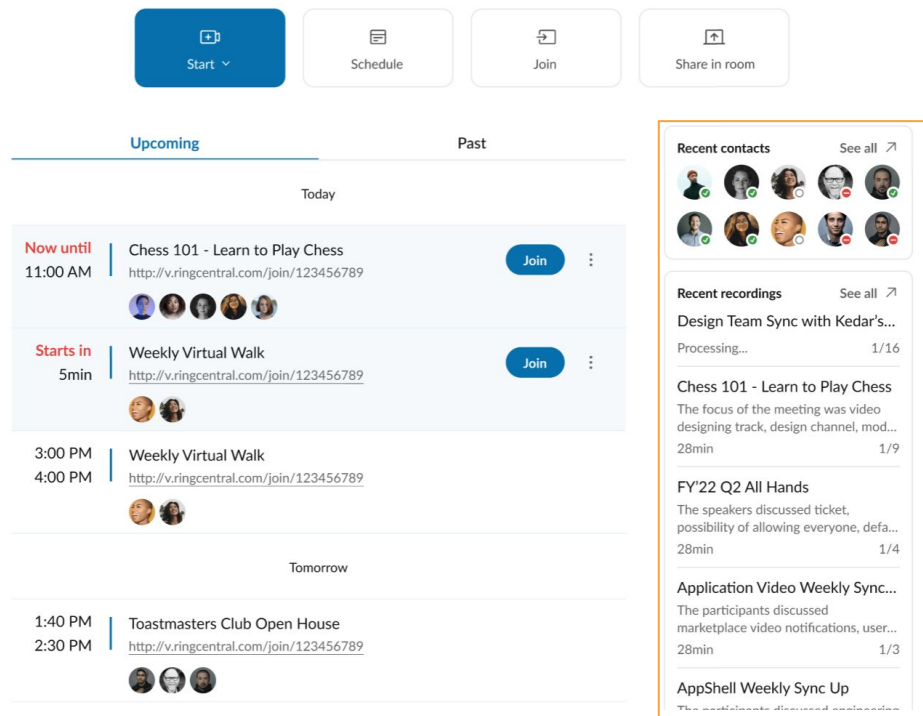 Start
Schedule
Join
Share in room
Upcoming
Past
Today
Now until
11:00 AM
Chess 101 - Learn to Play Chess
http://v.ringcentral.com/join/123456789
Join
Starts in
5min
Weekly Virtual Walk
http://v.ringcentral.com/join/123456789
Join
3:00 PM
4:00 PM
Weekly Virtual Walk
http://v.ringcentral.com/join/123456789
Tomorrow
1:40 PM
2:30 PM
Toastmasters Club Open House
http://v.ringcentral.com/join/123456789
Recent contacts
See all
Recent recordings
See all
Design Team Sync with Kedar’s...
Processing...
1/16
Chess 101 - Learn to Play Chess
The focus of the meeting was video
designing track, design channel, mod...
28min
1/9
FY’22 Q2 All Hands
The speakers discussed ticket,
possibility of allowing everyone, defa...
28min
1/4
Application Video Weekly Sync...
The participants discussed
marketplace video notifications, user...
28min
1/3
AppShell Weekly Sync Up
The participants discussed engineering